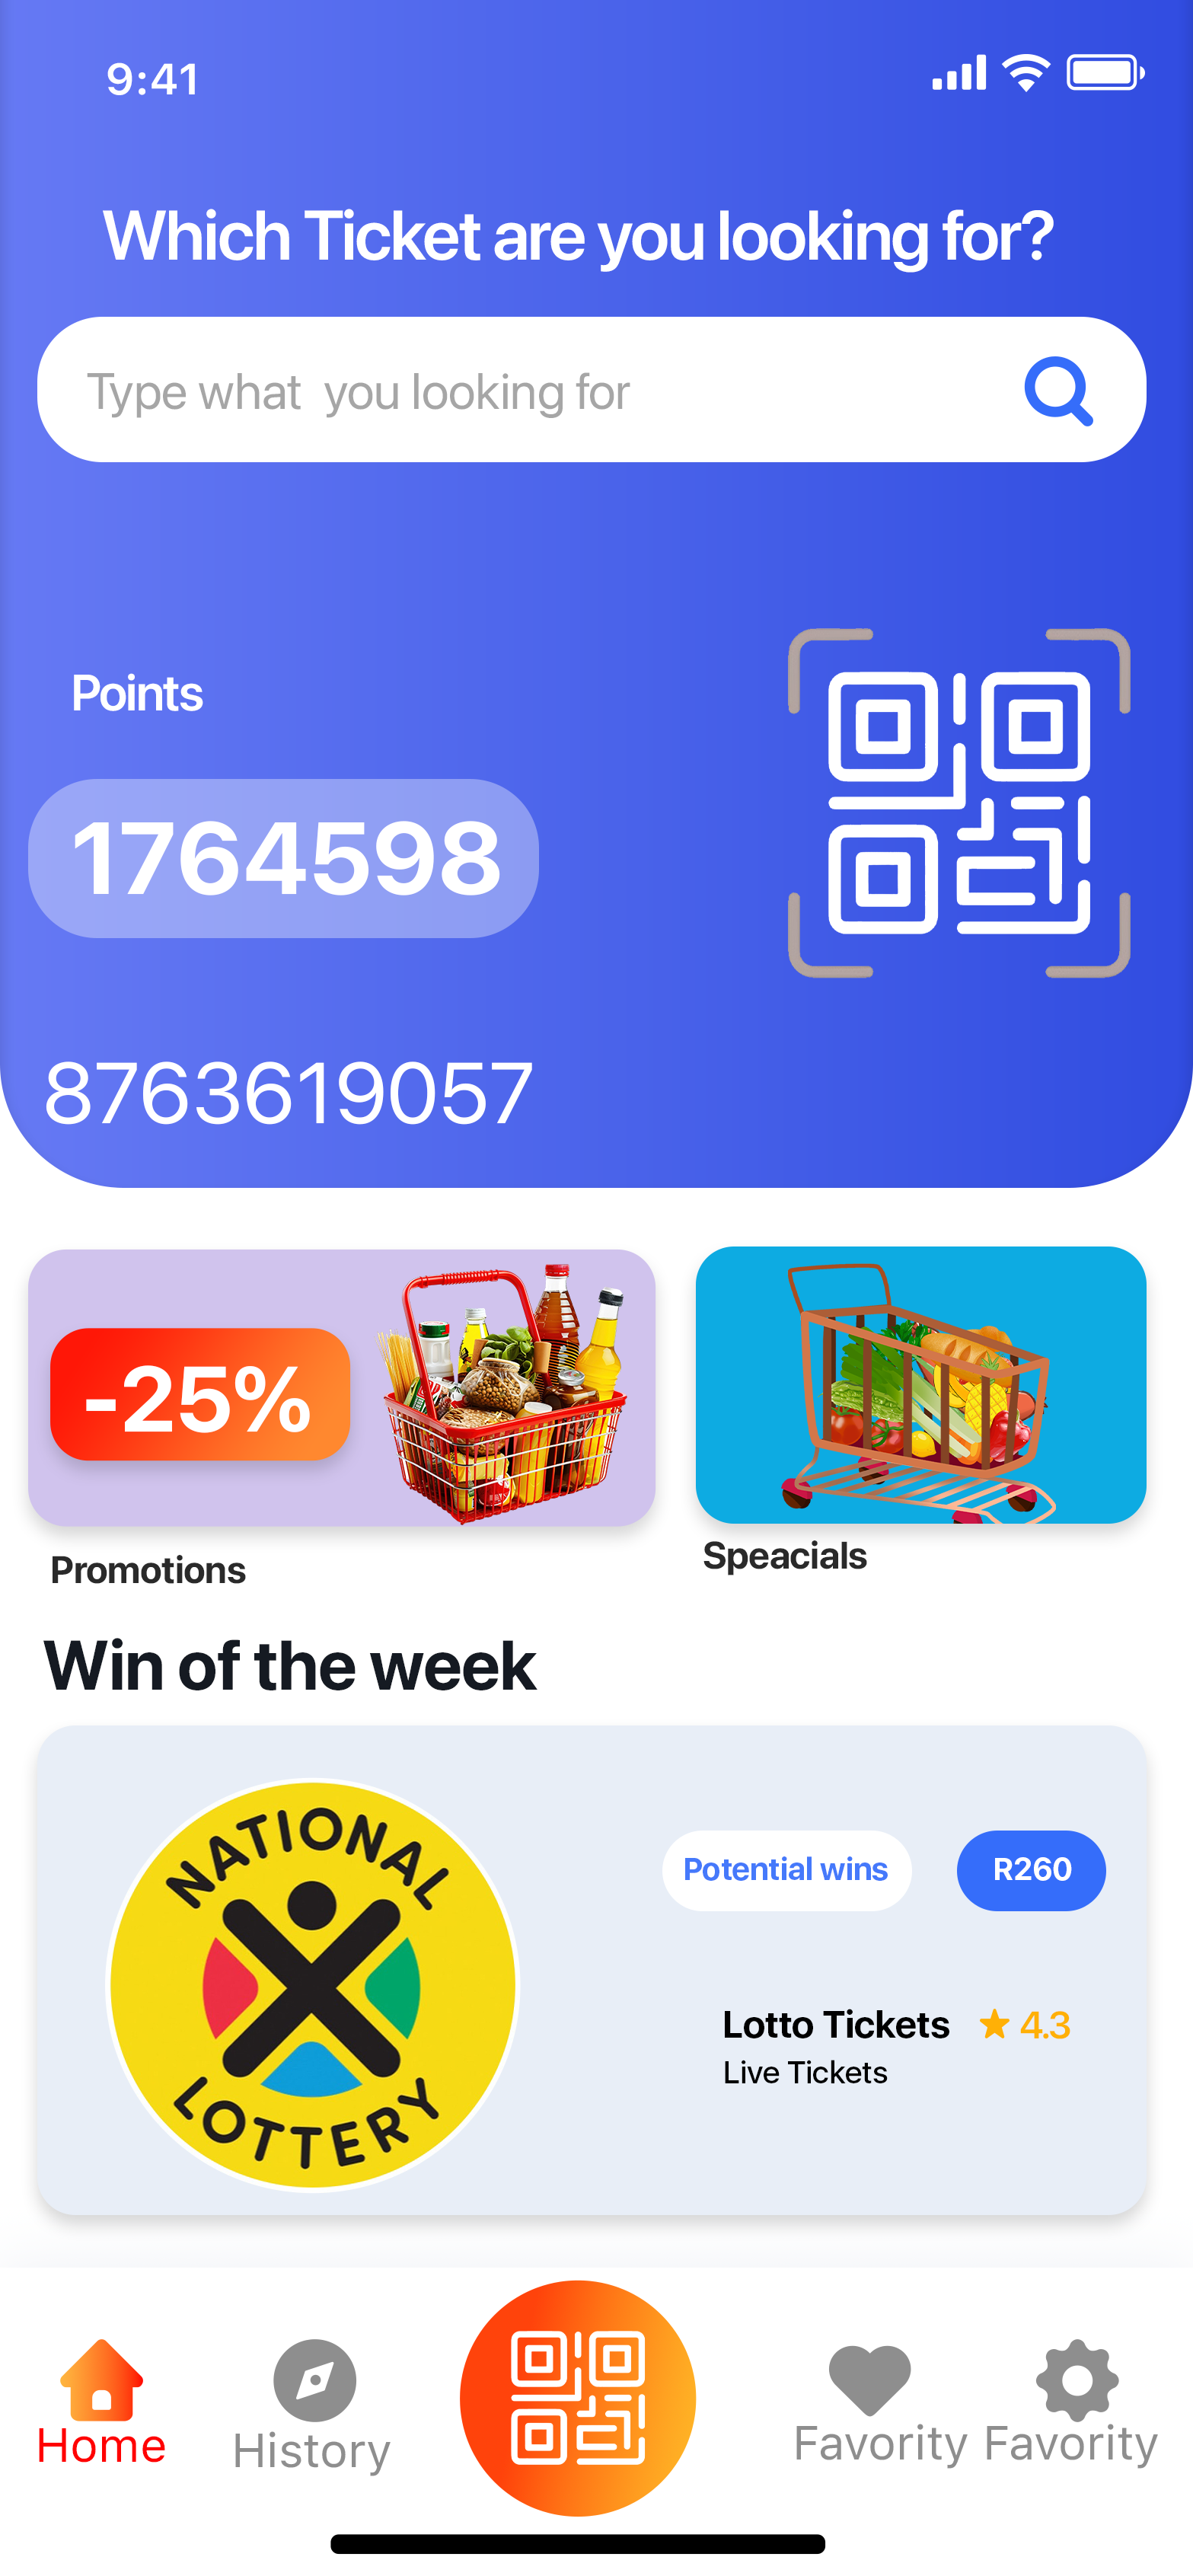 9:41
Which Ticket are you looking for?
Type what  you looking for
Points
1764598
8763619057
-25%
Promotions
Speacials
Win of the week
NATIONAL
LOTTERY
Potential wins
R260
Lotto Tickets ★ 4.3
Live Tickets
Home
History
Favority
Favority